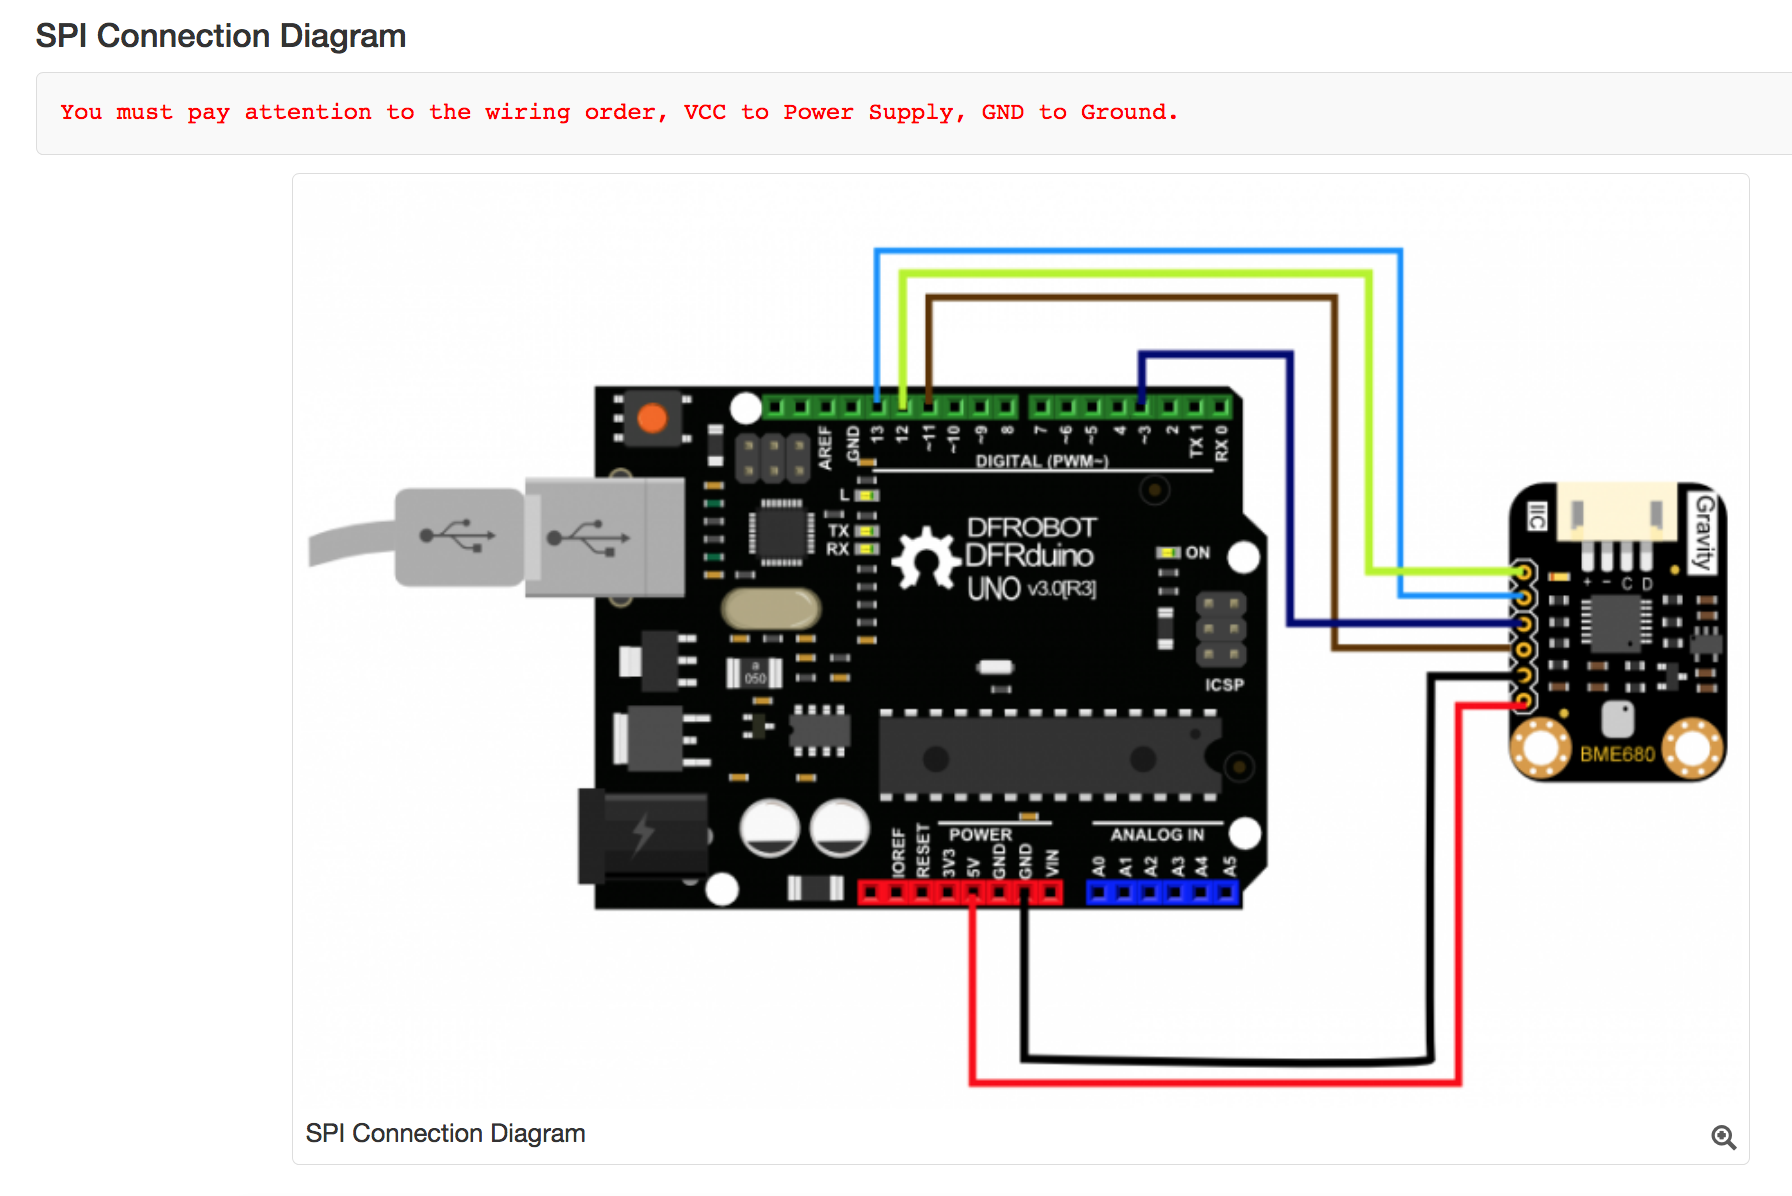 SPI Connection Diagram
You must pay attention to the wiring order, VCC to Power Supply, GND to Ground.
AREF
GND
13
12
~11
~10
~9
8
7
~6
~5
4
~3
2
TX 1
RX 0
DIGITAL (PWM~)
L
TX
RX
DFROBOT
DFRduino
UNO v3.0[R3]
ON
ICSP
050
IOREF
RESET
3V3
5V
GND
GND
VIN
POWER
ANALOG IN
A0
A1
A2
A3
A4
A5
IIC
Gravity
+ - C D
BME680
SPI Connection Diagram